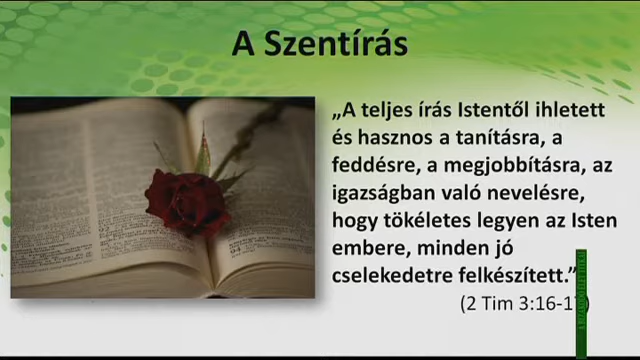 A Szentírás
„A teljes írás Istentől ihletett
és hasznos a tanításra, a
feddésre, a megjobbításra, az
igazságban való nevelésre,
hogy tökéletes legyen az Isten
embere, minden jó
cselekedetre felkészített.”
(2 Tim 3:16-17)